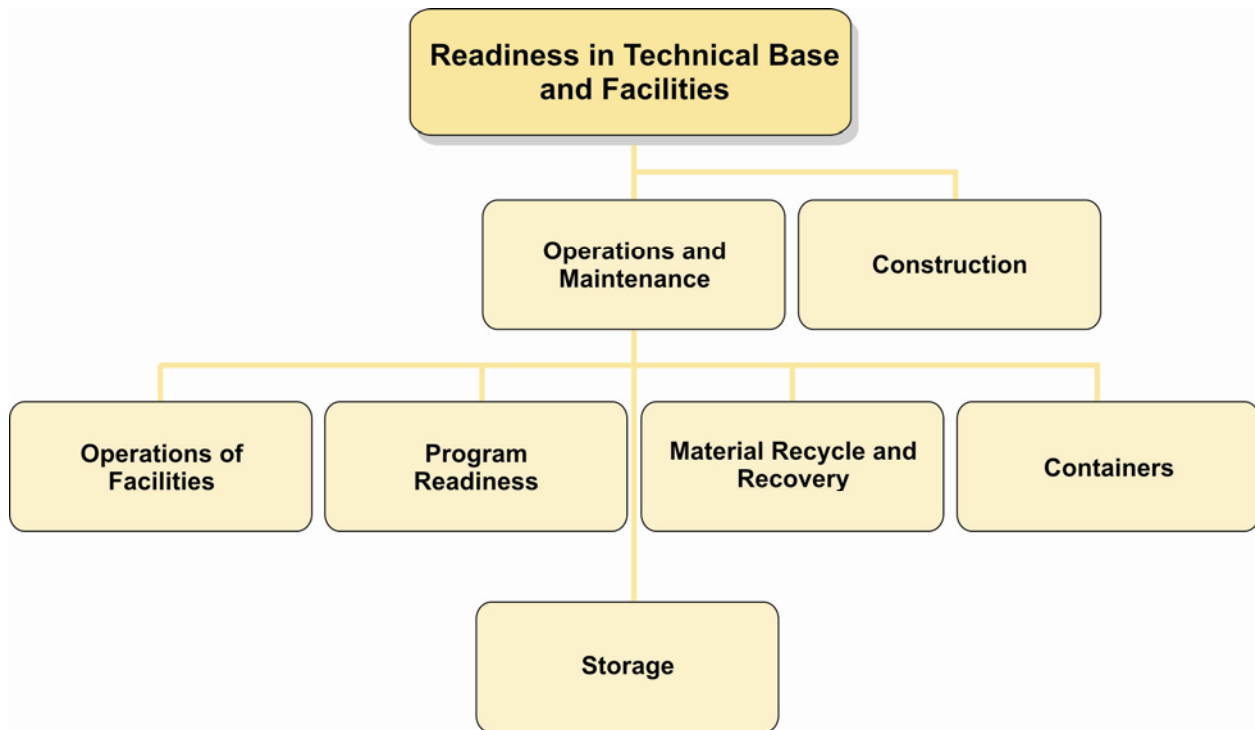 Readiness in Technical Base
and Facilities
Operations and
Maintenance
Construction
Operations of
Facilities
Program
Readiness
Material Recycle and
Recovery
Containers
Storage